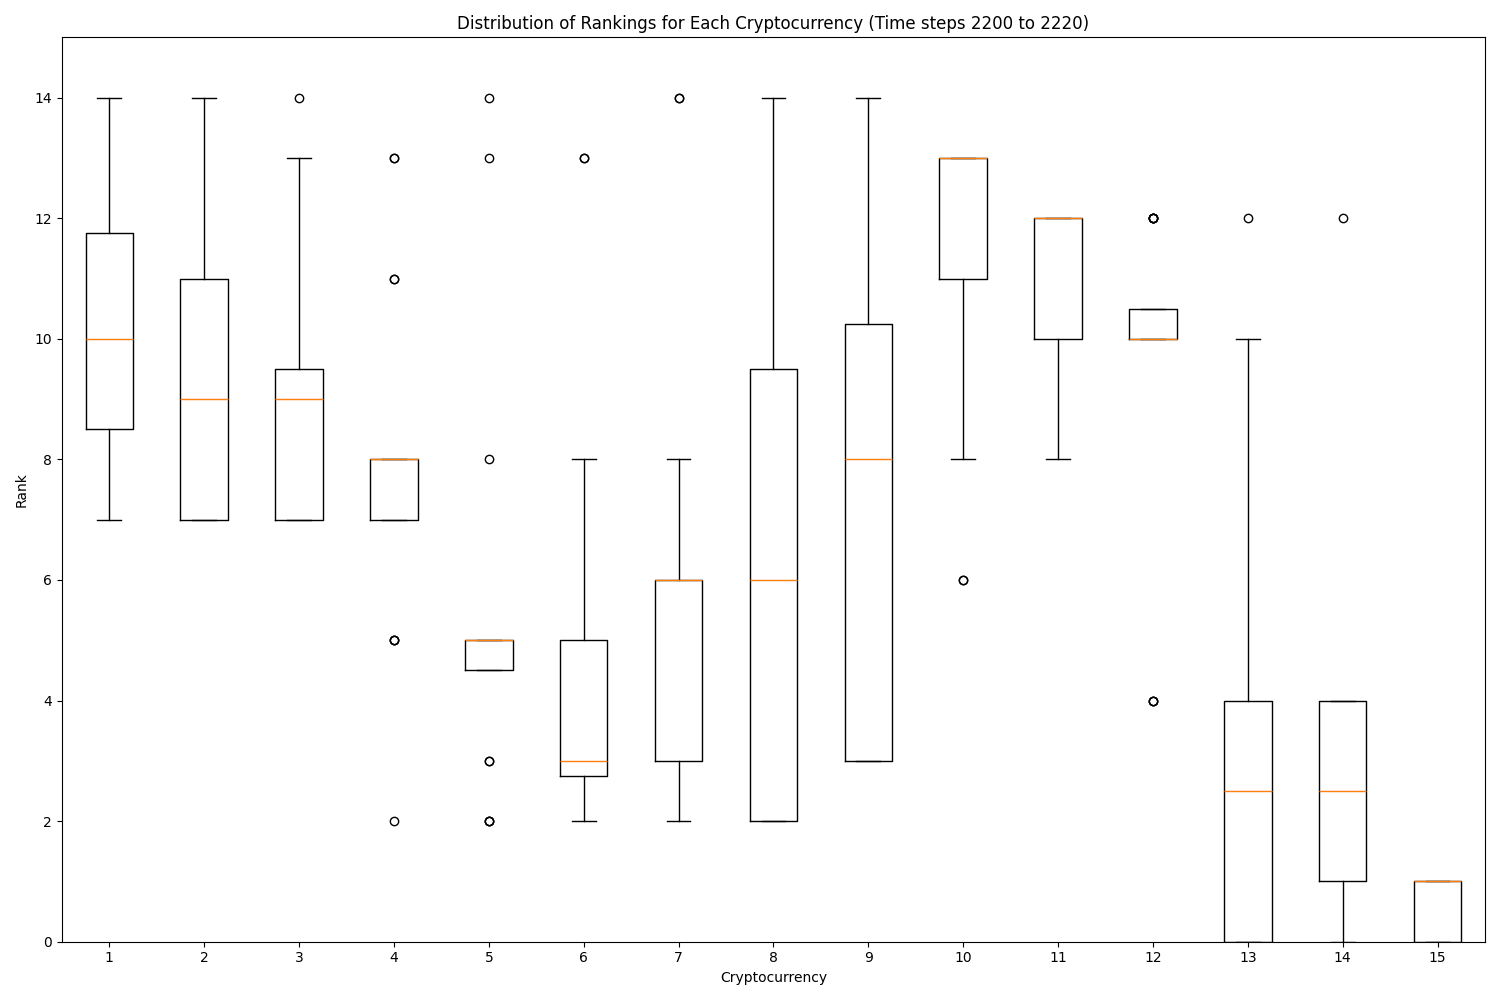 Distribution of Rankings for Each Cryptocurrency (Time steps 2200 to 2220)
14
12
10
8
6
4
2
0
Rank
1 2 3 4 5 6 7 8 9 10 11 12 13 14 15
Cryptocurrency